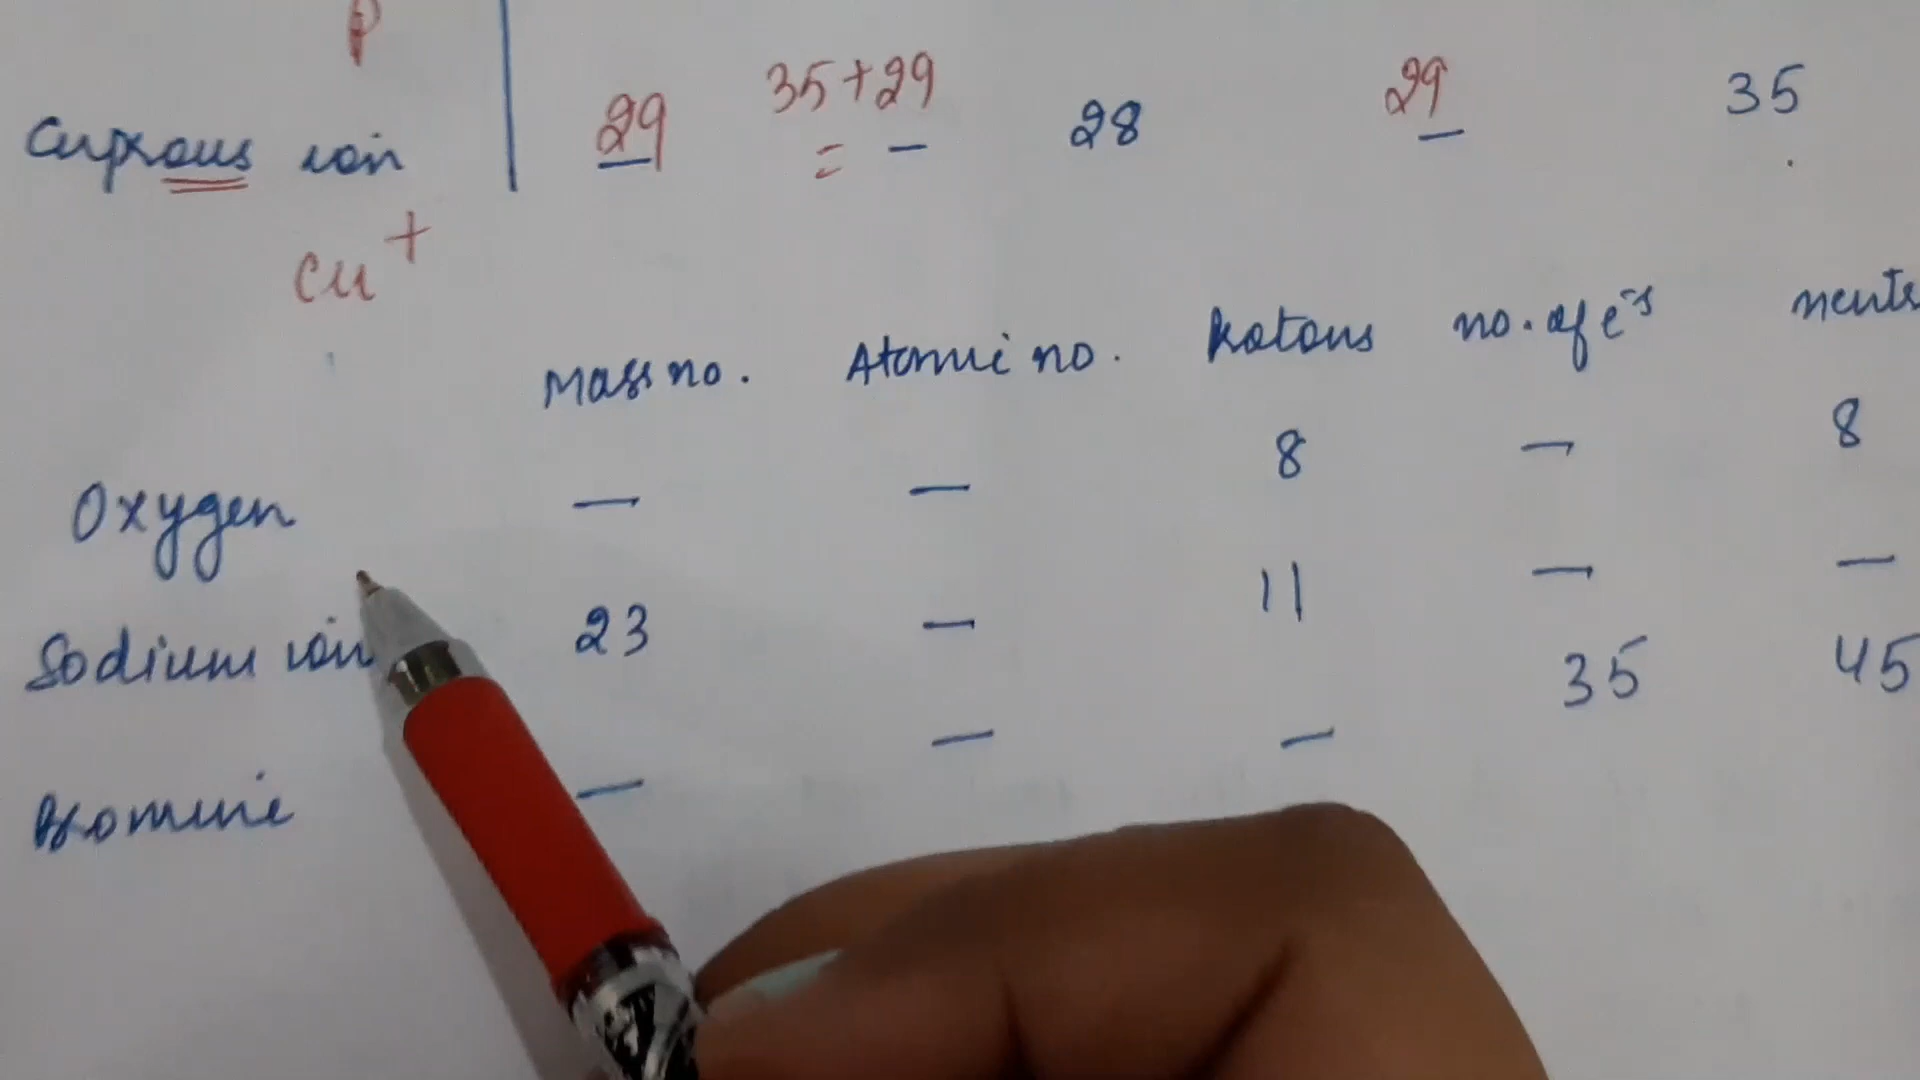 P
29 35+29 28 29 35
Cuprous ion = -
Cu+
Mass no. Atomic no. Protons no. of e-s neutr
Oxygen - - 8 - 8
Sodium ion 23 - 11 - -
Bromine - - - 35 45